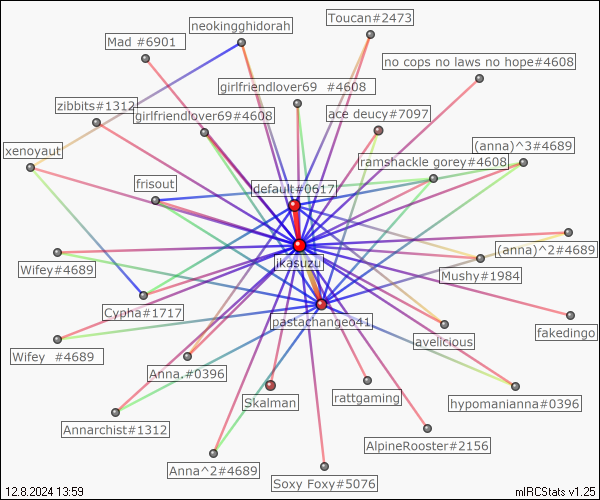 Toucan#2473
neokingghidorah
Mad #6901
no cops no laws no hope#4608
girlfriendlover69  #4608
zibbits#1312
girlfriendlover69#4608
ace deucy#7097
xenoyaut
(anna)^3#4689
ramshackle gorey#4608
frisout
default#0617
(anna)^2#4689
ikasuzu
Wifey#4689
Mushy#1984
Cypha#1717
pastachangeo41
fakedingo
avelicious
Wifey  #4689
Anna.#0396
rattgaming
Skalman
hypomanianna#0396
Annarchist#1312
AlpineRooster#2156
Anna^2#4689
Soxy Foxy#5076
12.8.2024 13:59
mIRCStats v1.25